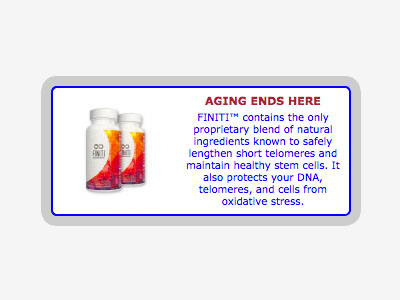 AGING ENDS HERE
FINITI™ contains the only
proprietary blend of natural
ingredients known to safely
lengthen short telomeres and
maintain healthy stem cells. It
also protects your DNA,
telomeres, and cells from
oxidative stress.
FINITI